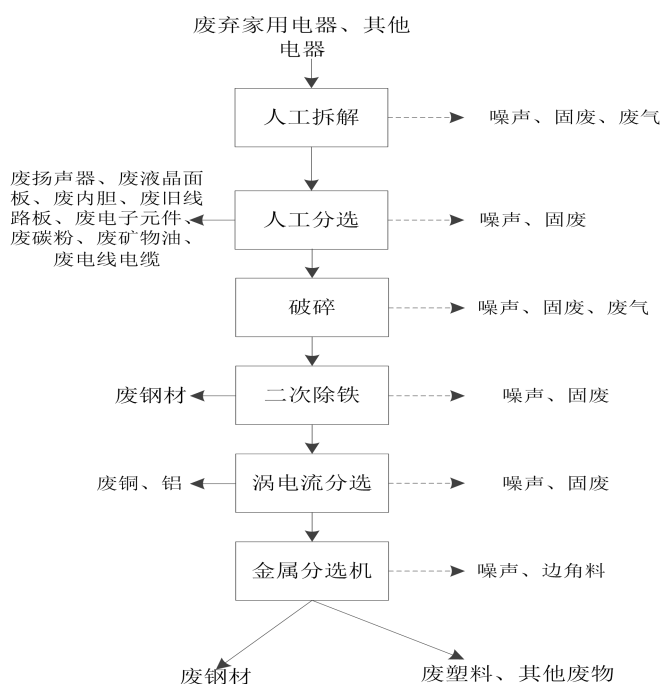 废弃家用电器、其他
电器
人工拆解
噪声、固废、废气
废扬声器、废液晶面
板、废内胆、废旧线
路板、废电子元件、
废碳粉、废矿物油、
废电线电缆
人工分选
噪声、固废
破碎
噪声、固废、废气
废钢材
二次除铁
噪声、固废
废铜、铝
涡电流分选
噪声、固废
金属分选机
噪声、边角料
废钢材
废塑料、其他废物